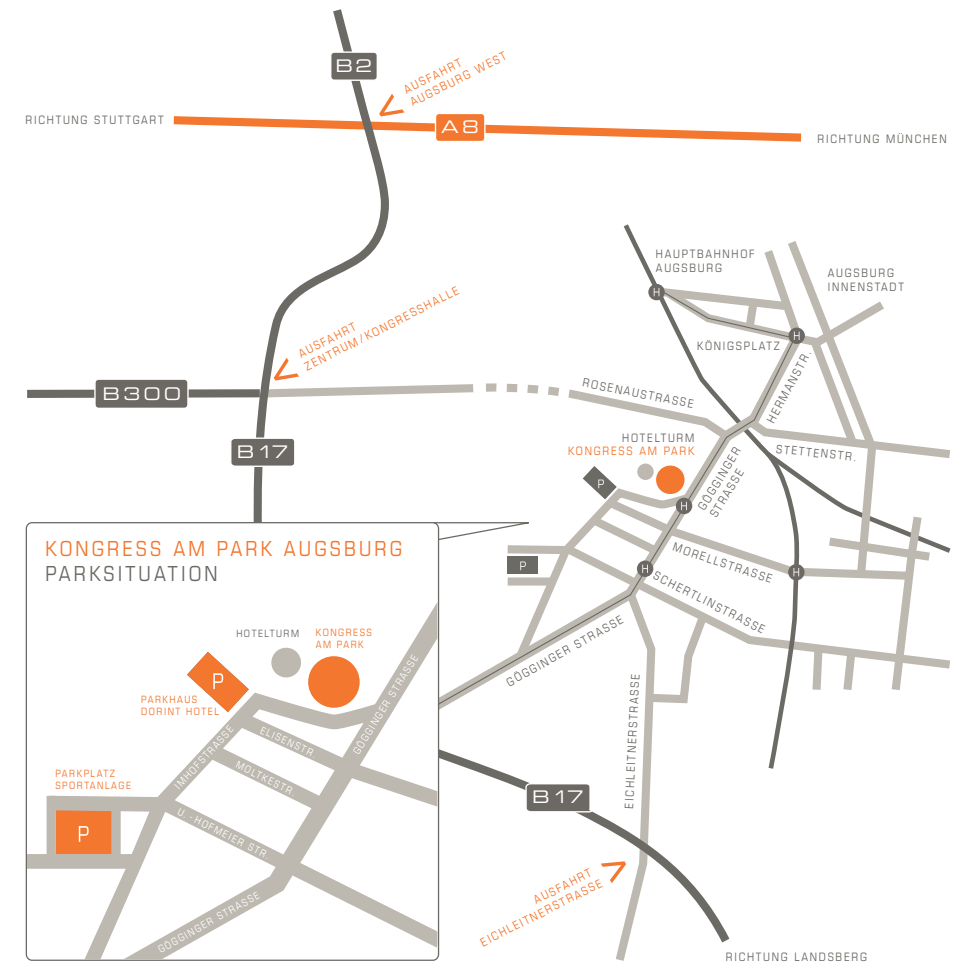 B2
AUSFAHRT
AUGSBURG WEST
RICHTUNG STUTTGART
A8
RICHTUNG MÜNCHEN
HAUPTBAHNHOF
AUGSBURG
AUGSBURG
INNENSTADT
H
H
KÖNIGSPLATZ
AUSFAHRT
ZENTRUM/KONGRESSHALLE
HERMANSTR.
B300
ROSENAUSTRASSE
HOTELTURM
KONGRESS AM PARK
B17
STETTENSTR.
GÖGGINGER
STRASSE
P
H
P
H
MORELLSTRASSE
H
SCHERTLINSTRASSE
GÖGGINGER STRASSE
EICHLEITNERSTRASSE
B17
AUSFAHRT
EICHLEITNERSTRASSE
RICHTUNG LANDSBERG
KONGRESS AM PARK AUGSBURG
PARKSITUATION
HOTELTURM
KONGRESS
AM PARK
P
PARKHAUS
DORINT HOTEL
GÖGGINGER STRASSE
IMHOFSTRASSE
ELISENSTR.
MOLTKESTR.
PARKPLATZ
SPORTANLAGE
P
U.-HOFMEIER STR.
GÖGGINGER STRASSE